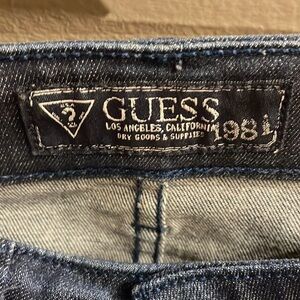 GUESS
LOS ANGELES, CALIFORNIA
DRY GOODS & SUPPLIES
1981